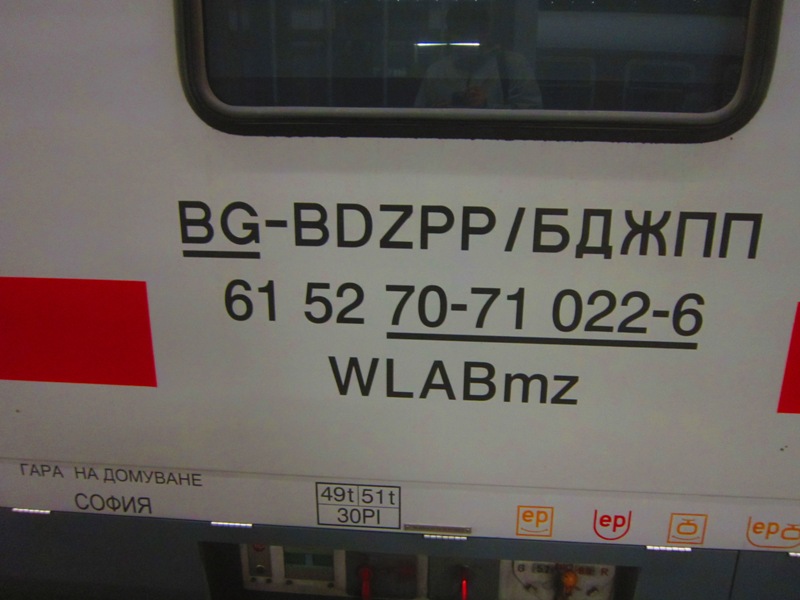 BG-BDZPP/БДЖПП
61 52 70-71 022-6
WLABmz
ГАРА НА ДОМУВАНЕ
СОФИЯ
49t 51t
30Pl
ep
ep
ep